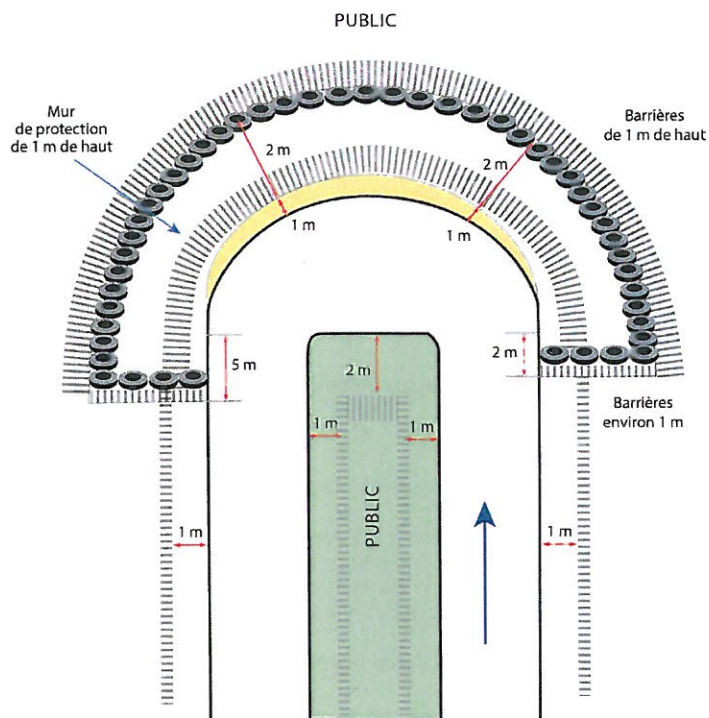 PUBLIC
Mur
de protection
de 1 m de haut
Barrières
de 1 m de haut
2 m
2 m
1 m
1 m
5 m
2 m
2 m
1 m
1 m
Barrières
environ 1 m
PUBLIC
1 m
1 m